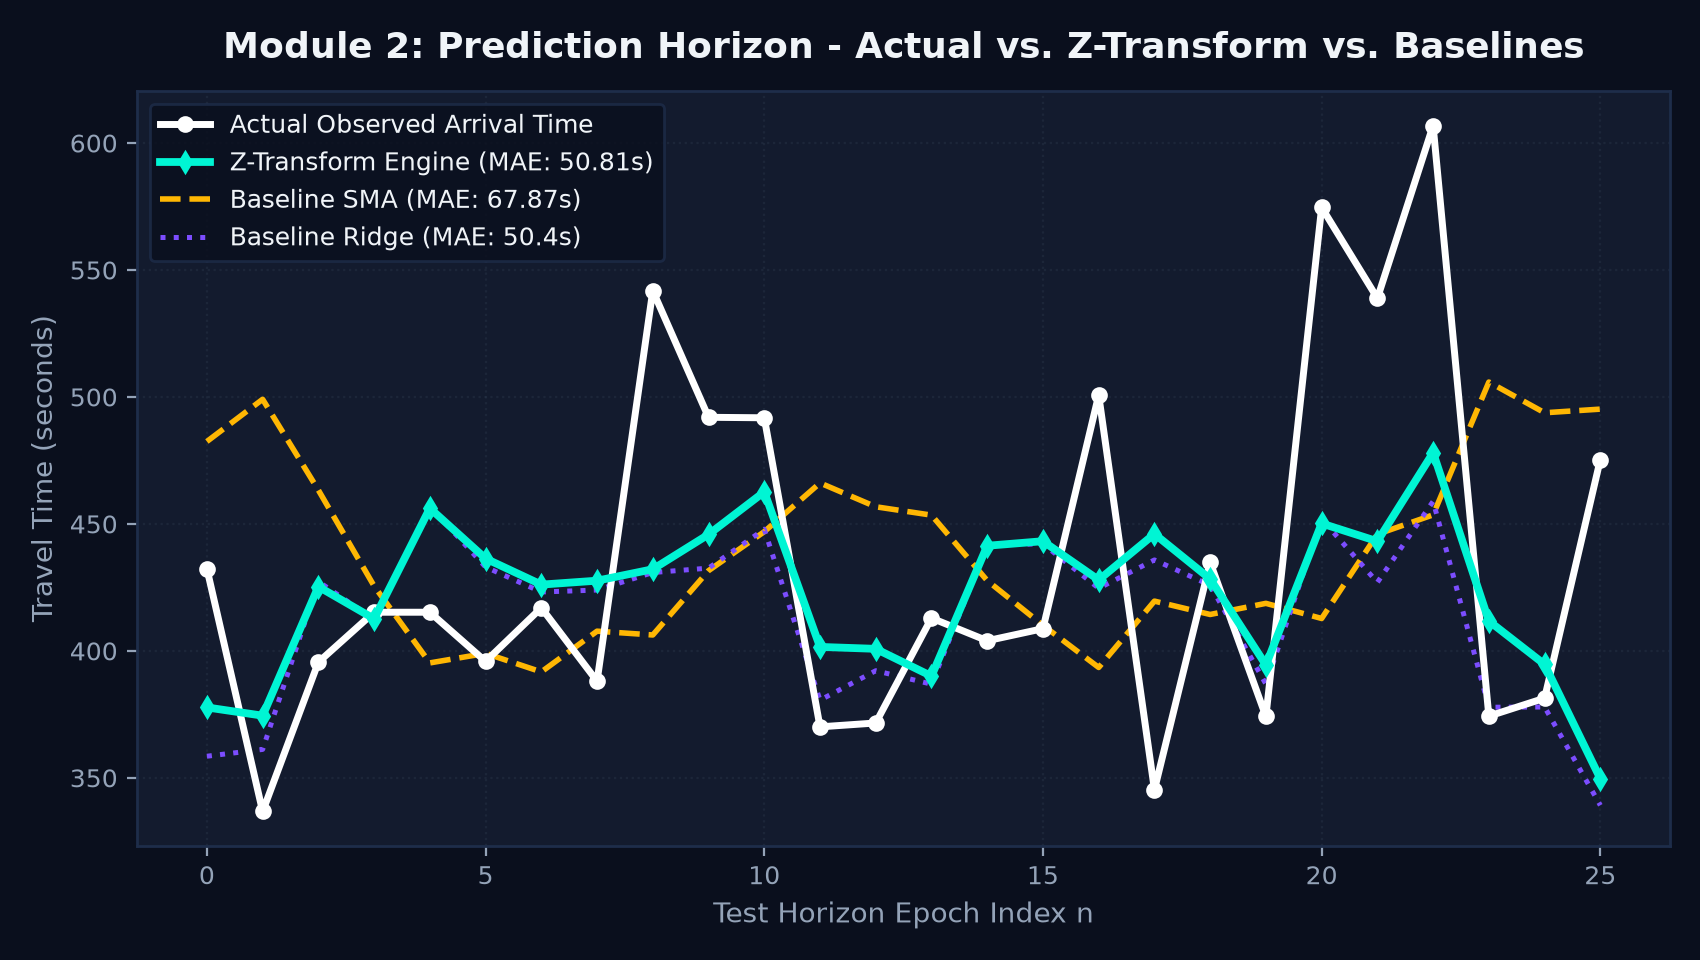 Module 2: Prediction Horizon - Actual vs. Z-Transform vs. Baselines
Actual Observed Arrival Time
Z-Transform Engine (MAE: 50.81s)
Baseline SMA (MAE: 67.87s)
Baseline Ridge (MAE: 50.4s)
Travel Time (seconds)
600
550
500
450
400
350
0 5 10 15 20 25
Test Horizon Epoch Index n